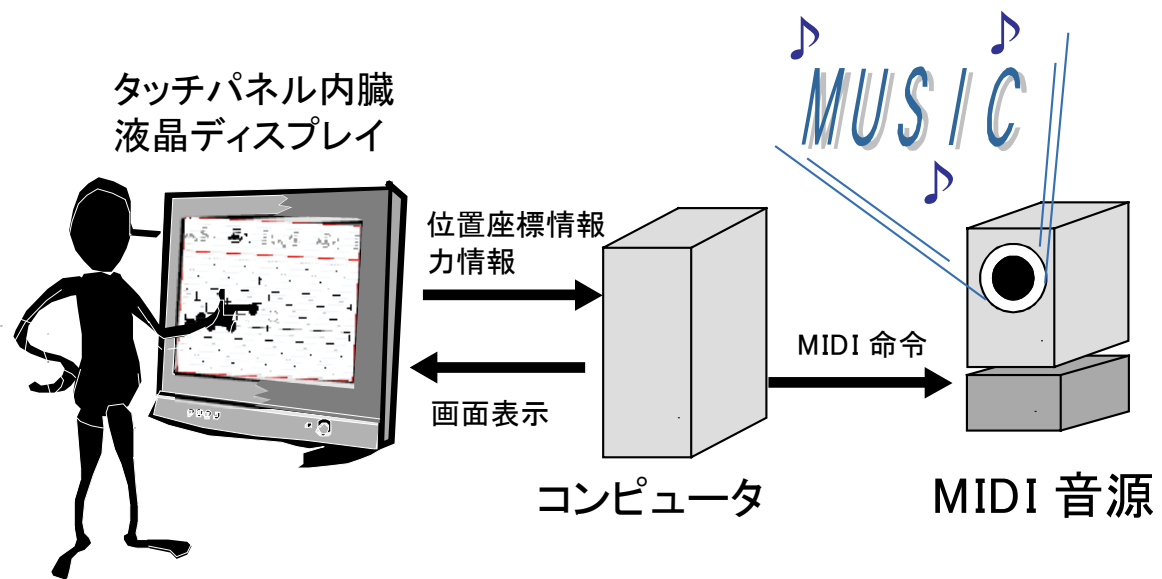 タッチパネル内臓
液晶ディスプレイ
位置座標情報
力情報
画面表示
コンピュータ
MIDI 命令
MUSIC
MIDI 音源